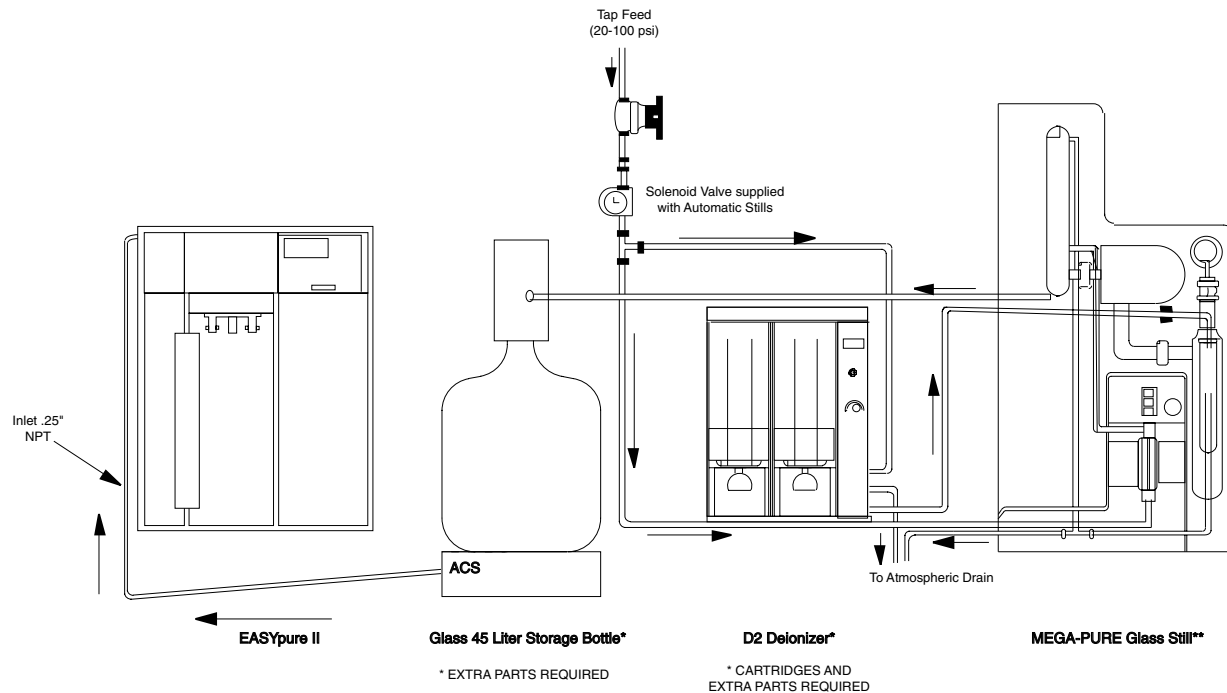 Tap Feed
(20-100 psi)
Solenoid Valve supplied
with Automatic Stills
Inlet .25"
NPT
ACS
To Atmospheric Drain
EASYpure II
Glass 45 Liter Storage Bottle*
D2 Deionizer*
MEGA-PURE Glass Still**
* EXTRA PARTS REQUIRED
* CARTRIDGES AND
EXTRA PARTS REQUIRED